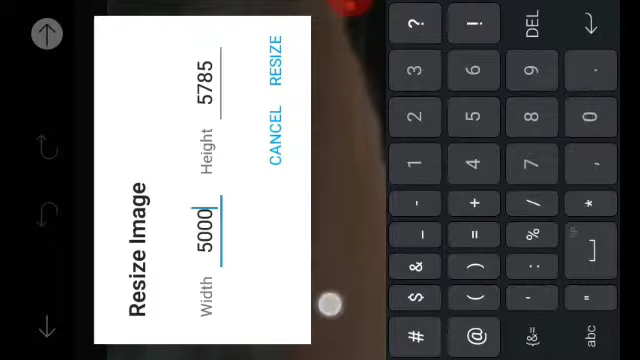 Resize Image
Width 5000 Height 5785
CANCEL RESIZE
# $ & _ - 1 2 3 ?
@ ( ) = + 4 5 6 !
{&= ' : % / 7 8 9 DEL
abc " * , 0 .